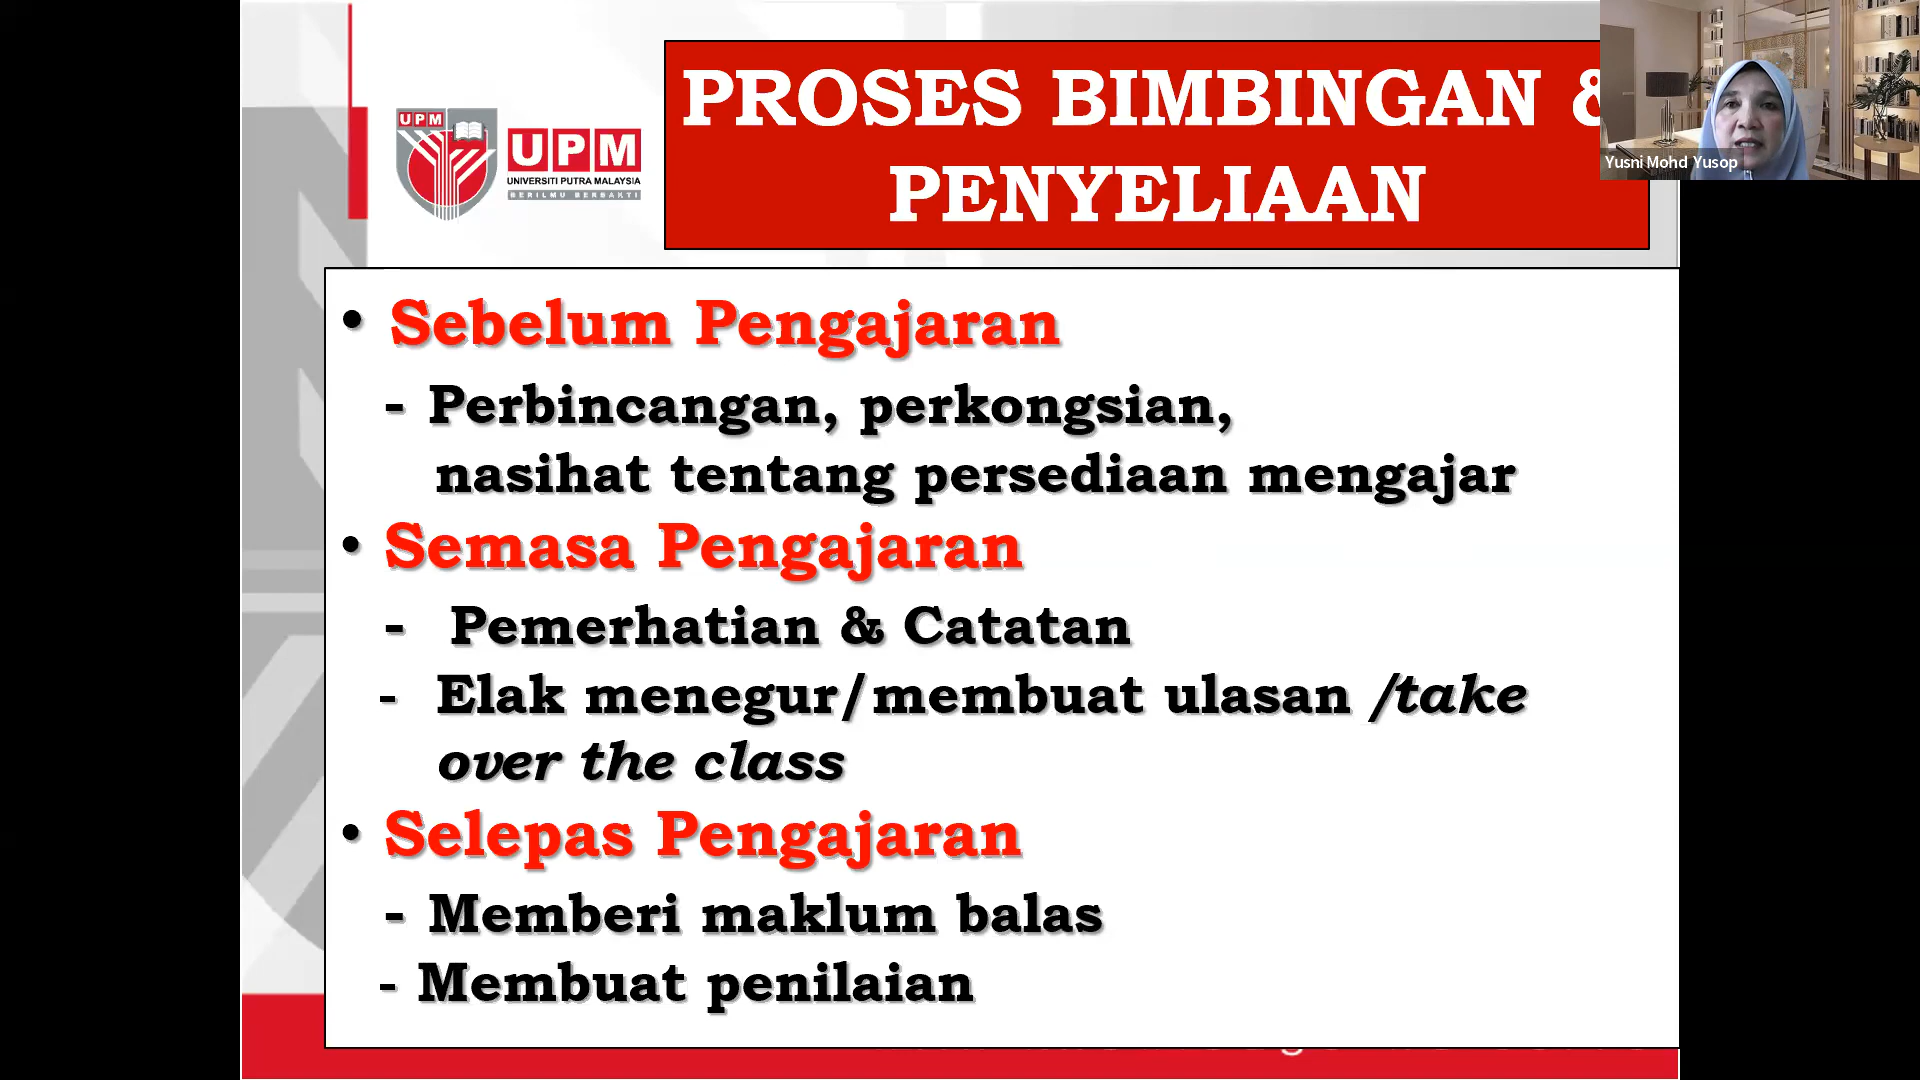 UPM
UPM
UNIVERSITI PUTRA MALAYSIA
BERILMU BERBAKTI
PROSES BIMBINGAN &
PENYELIAAN
Yusni Mohd Yusop
• Sebelum Pengajaran
- Perbincangan, perkongsian,
nasihat tentang persediaan mengajar
• Semasa Pengajaran
- Pemerhatian & Catatan
- Elak menegur/membuat ulasan /take
over the class
• Selepas Pengajaran
- Memberi maklum balas
- Membuat penilaian